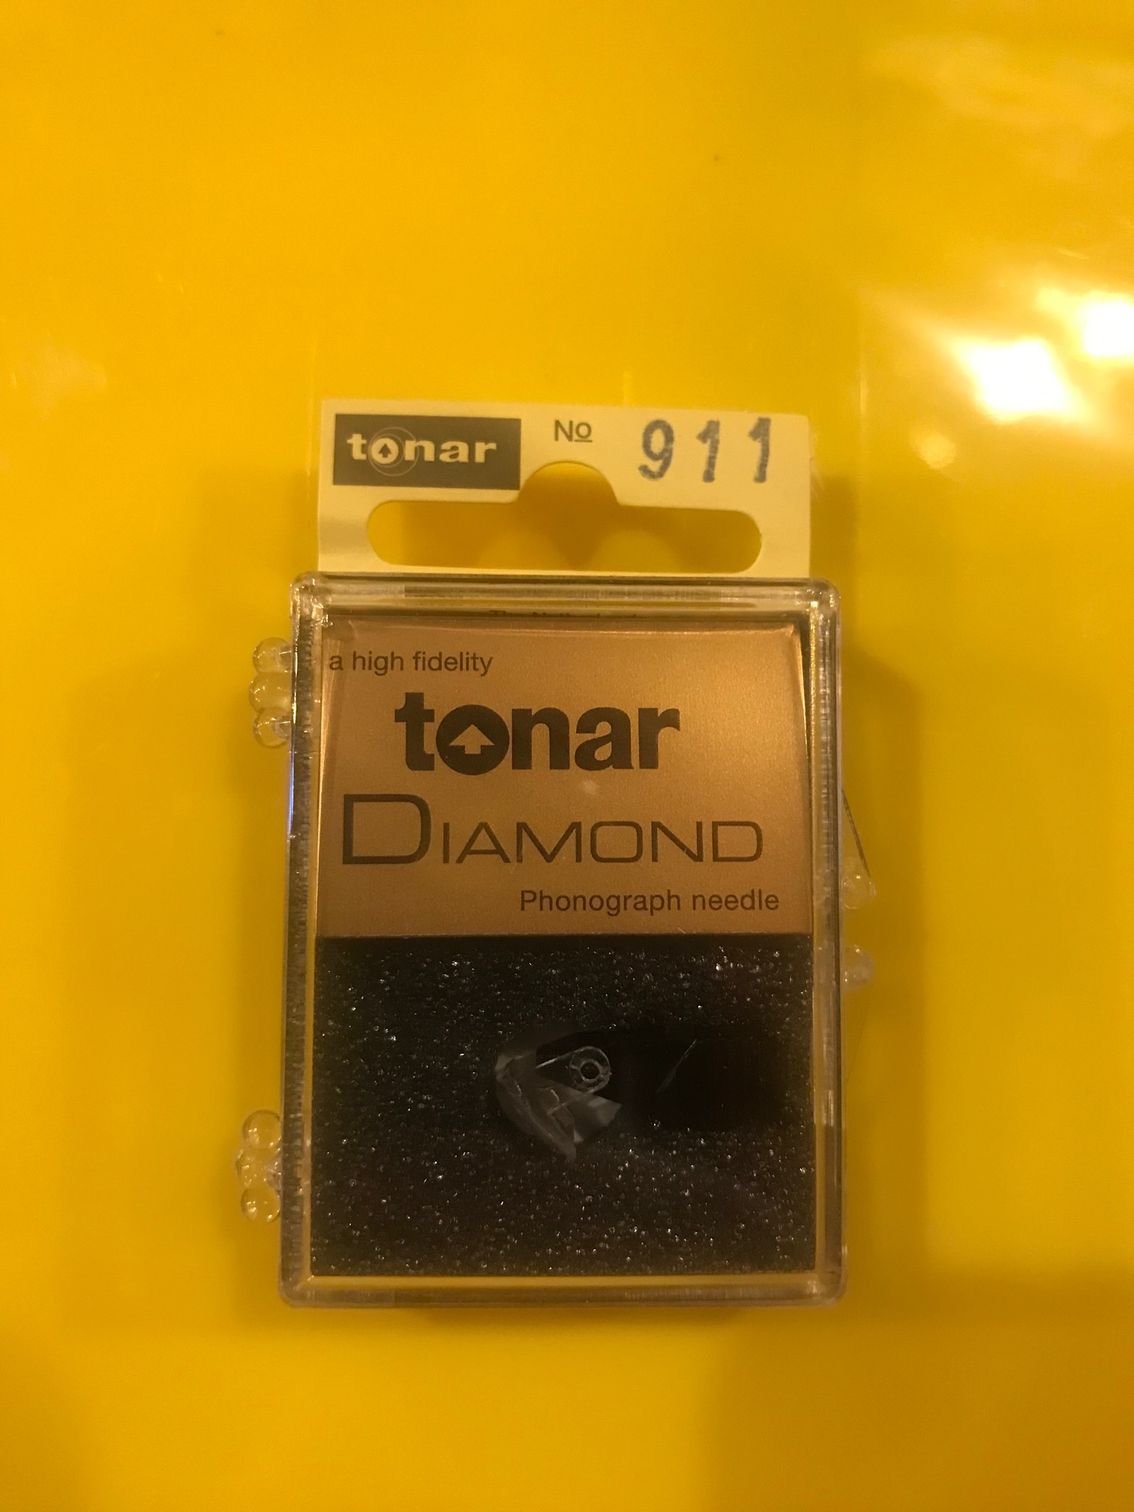 tonar
Nº 911
a high fidelity
tonar
DIAMOND
Phonograph needle